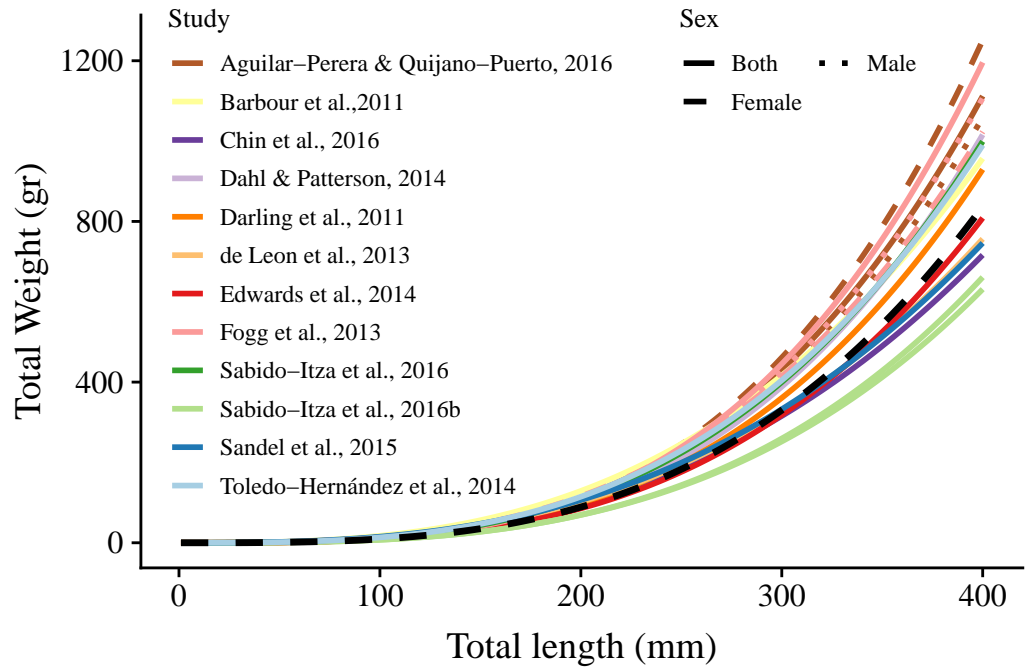 Study
Aguilar−Perera & Quijano−Puerto, 2016
Barbour et al.,2011
Chin et al., 2016
Dahl & Patterson, 2014
Darling et al., 2011
de Leon et al., 2013
Edwards et al., 2014
Fogg et al., 2013
Sabido−Itza et al., 2016
Sabido−Itza et al., 2016b
Sandel et al., 2015
Toledo−Hernández et al., 2014
Sex
Both
Male
Female
Total Weight (gr)
1200
800
400
0
0
100
200
300
400
Total length (mm)